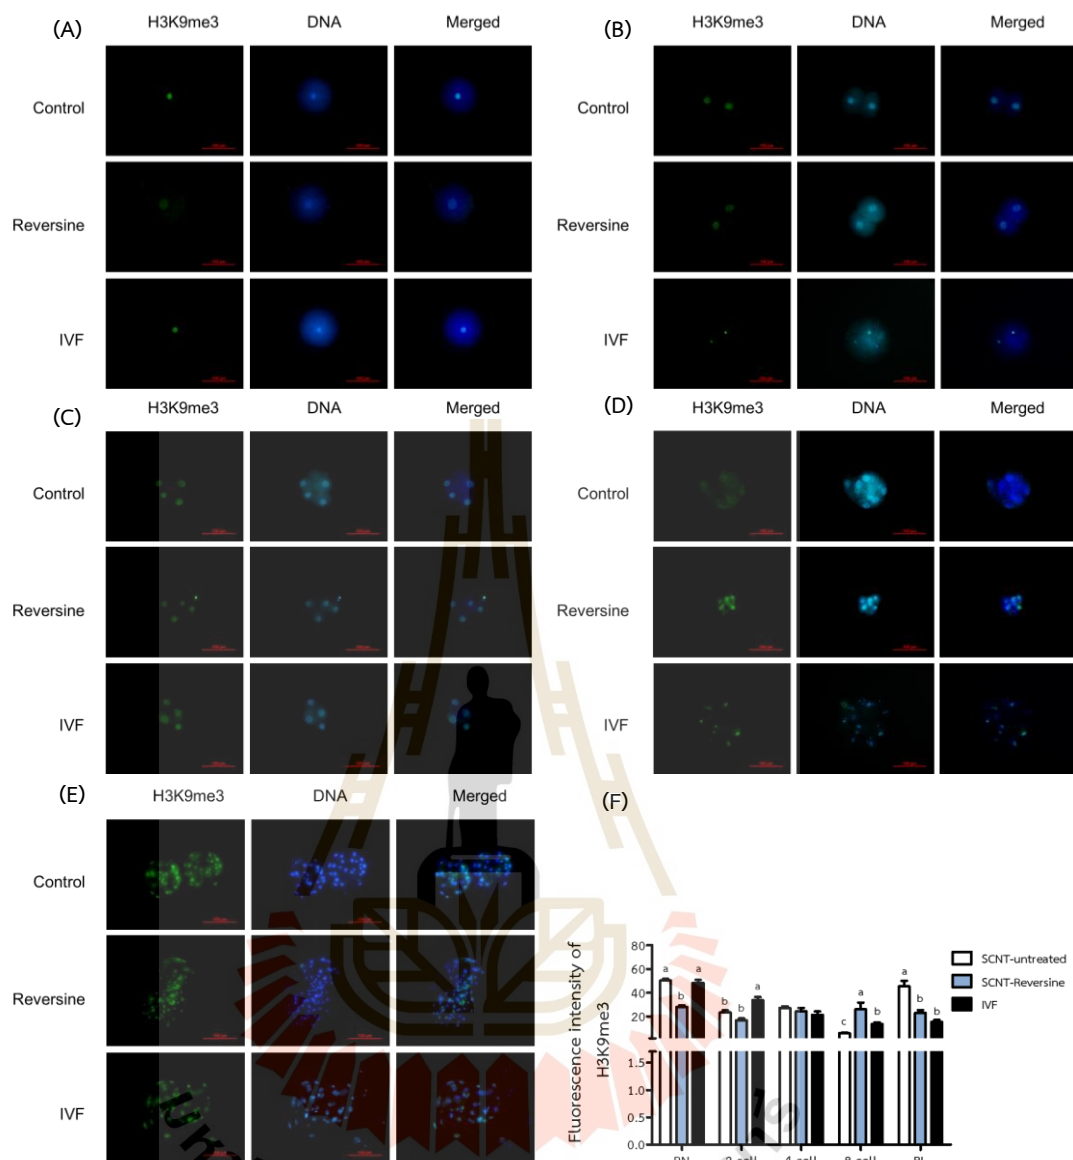 (A)
H3K9me3 DNA Merged
Control
Reversine
IVF
(B)
H3K9me3 DNA Merged
Control
Reversine
IVF
(C)
H3K9me3 DNA Merged
Control
Reversine
IVF
(D)
H3K9me3 DNA Merged
Control
Reversine
IVF
(E)
H3K9me3 DNA Merged
Control
Reversine
IVF
(F)
Fluorescence intensity of
H3K9me3
80
60
40
20
1.5
1.0
0.5
0.0
a b a
b b a
c a b
a b b
SCNT-untreated
SCNT-Reversine
IVF